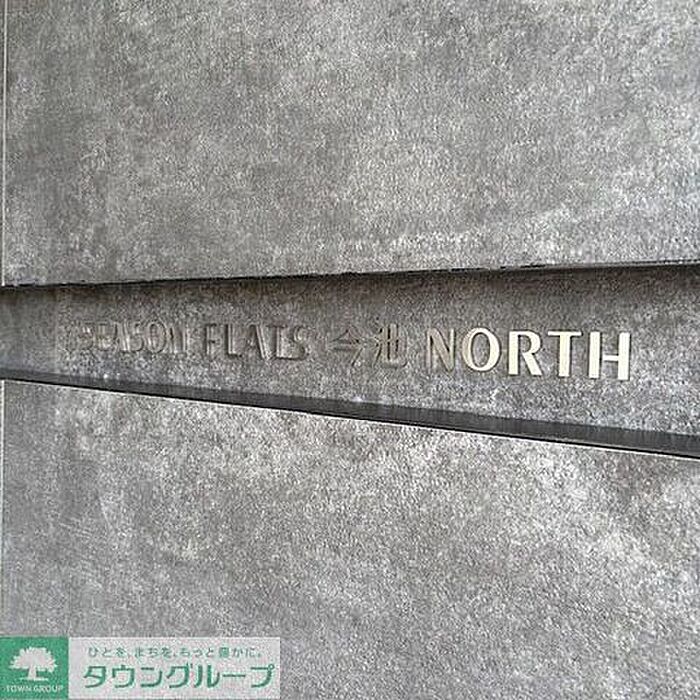 SEASON FLATS 今池 NORTH
ひとを、まちを、もっと豊かに。
タウングループ
TOWN GROUP